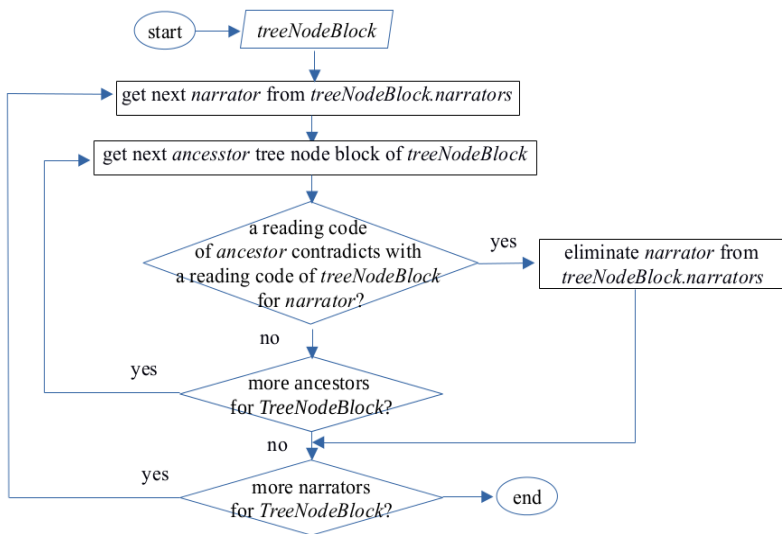 start
treeNodeBlock
get next narrator from treeNodeBlock.narrators
get next ancesstor tree node block of treeNodeBlock
a reading code
of ancestor contradicts with
a reading code of treeNodeBlock
for narrator?
yes
eliminate narrator from
treeNodeBlock.narrators
no
yes
more ancestors
for TreeNodeBlock?
no
yes
more narrators
for TreeNodeBlock?
end